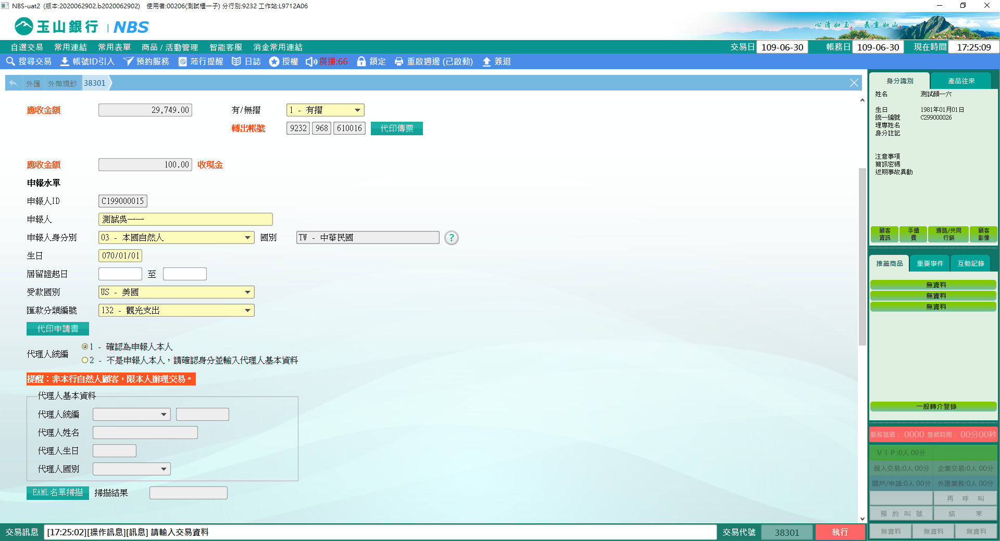 NBS-uat2 (版本:2020062902.b2020062902) 使用者:00206(測試櫃一子) 分行別:9232 工作站:L9712A06
玉山銀行 | NBS
心清如玉。 義重如山。
自選交易 常用連結 常用表單 商品 / 活動管理 智能客服 消金常用連結 交易日 109-06-30 帳務日 109-06-30 現在時間 17:25:09
搜尋交易 帳號ID引入 預約服務 蒞行提醒 日誌 授權 廣播:66 鎖定 重啟週邊 (已啟動) 簽退
外匯 外幣現鈔 38301
應收金額 29,749.00 有/無摺 1 - 有摺
轉出帳號 9232 968 610016 代印傳票
應收金額 100.00 收現金
申報水單
申報人ID C199000015
申報人 測試吳一一
申報人身分別 03 - 本國自然人 國別 TW - 中華民國 ?
生日 070/01/01
居留證起日 至
受款國別 US - 美國
匯款分類編號 132 - 觀光支出
代印申請書
代理人統編
1 - 確認為申報人本人
2 - 不是申報人本人，請確認身分並輸入代理人基本資料
提醒：非本行自然人顧客，限本人辦理交易。
代理人基本資料
代理人統編
代理人姓名
代理人生日
代理人國別
EAML名單掃描 掃描結果
交易訊息 [17:25:02][操作訊息][訊息] 請輸入交易資料 交易代號 38301 執行
身分識別 產品往來
姓名 測試顏一六
生日 1981年01月01日
統一編號 C299000026
理專姓名
身分註記
注意事項
簡訊密碼
近期事故異動
顧客資訊 手續費 通路/共同行銷 顧客影像
推薦商品 重要事件 互動記錄
無資料
無資料
無資料
一般轉介登錄
服務號碼： 0000 等候時間： 00分00秒
ＶＩＰ:0人 00分
個人交易:0人 00分 企業交易:0人 00分
開戶/申請:0人 00分 外匯業務:0人 00分
再 呼 叫
預 約 叫 號 結 束
無資料 無資料 無資料